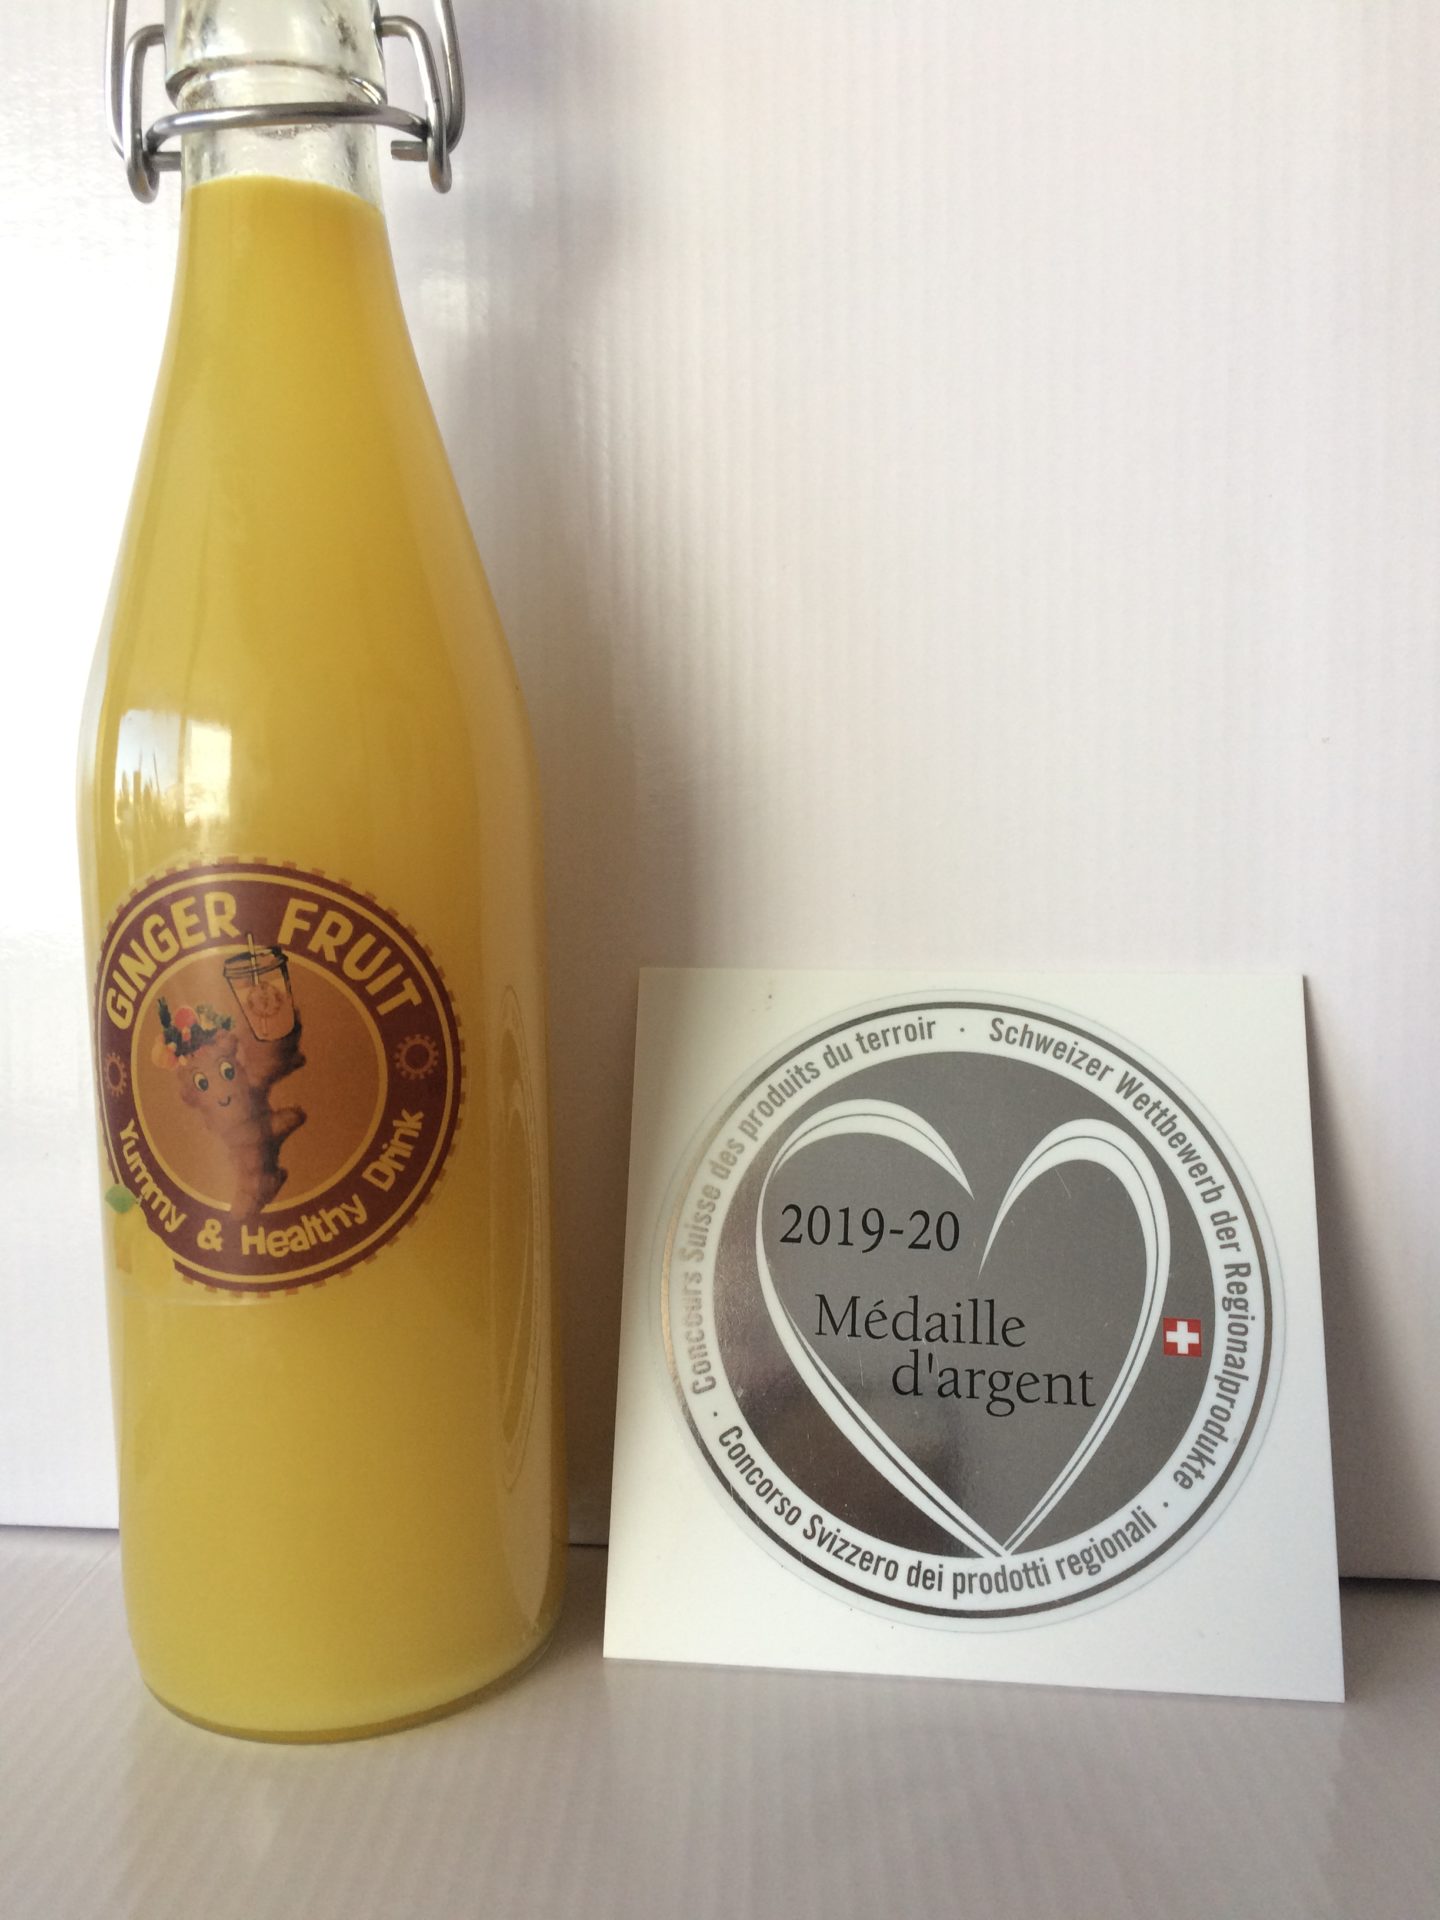 GINGER FRUIT
Yummy & Healthy Drink
Concours Suisse des produits du terroir · Schweizer Wettbewerb der Regionalprodukte · Concorso Svizzero dei prodotti regionali ·
2019-20
Médaille
d'argent